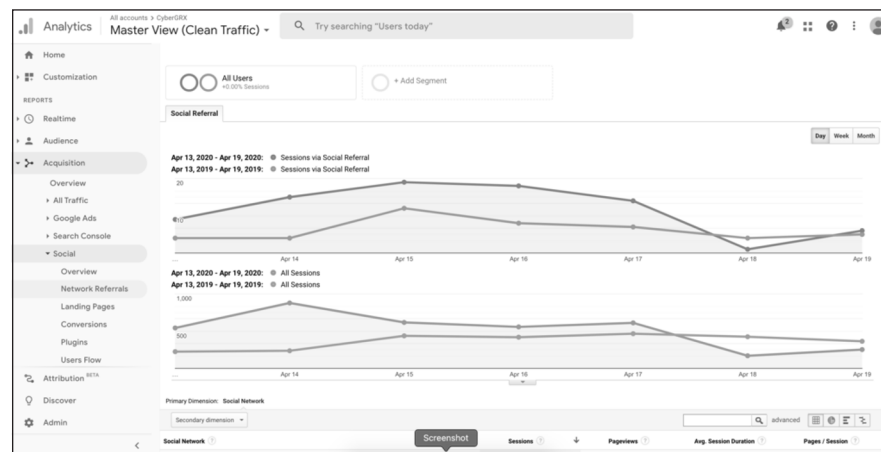 Analytics
All accounts > CyberGRX
Master View (Clean Traffic)
Try searching "Users today"
2
Home
Customization
REPORTS
Realtime
Audience
Acquisition
Overview
All Traffic
Google Ads
Search Console
Social
Overview
Network Referrals
Landing Pages
Conversions
Plugins
Users Flow
Attribution BETA
Discover
Admin
All Users
+0.00% Sessions
+ Add Segment
Social Referral
Day Week Month
Apr 13, 2020 - Apr 19, 2020: Sessions via Social Referral
Apr 13, 2019 - Apr 19, 2019: Sessions via Social Referral
20
10
... Apr 14 Apr 15 Apr 16 Apr 17 Apr 18 Apr 19
Apr 13, 2020 - Apr 19, 2020: All Sessions
Apr 13, 2019 - Apr 19, 2019: All Sessions
1,000
500
... Apr 14 Apr 15 Apr 16 Apr 17 Apr 18 Apr 19
Primary Dimension: Social Network
Secondary dimension
advanced
Social Network ? Sessions ? Pageviews ? Avg. Session Duration ? Pages / Session ?
Screenshot